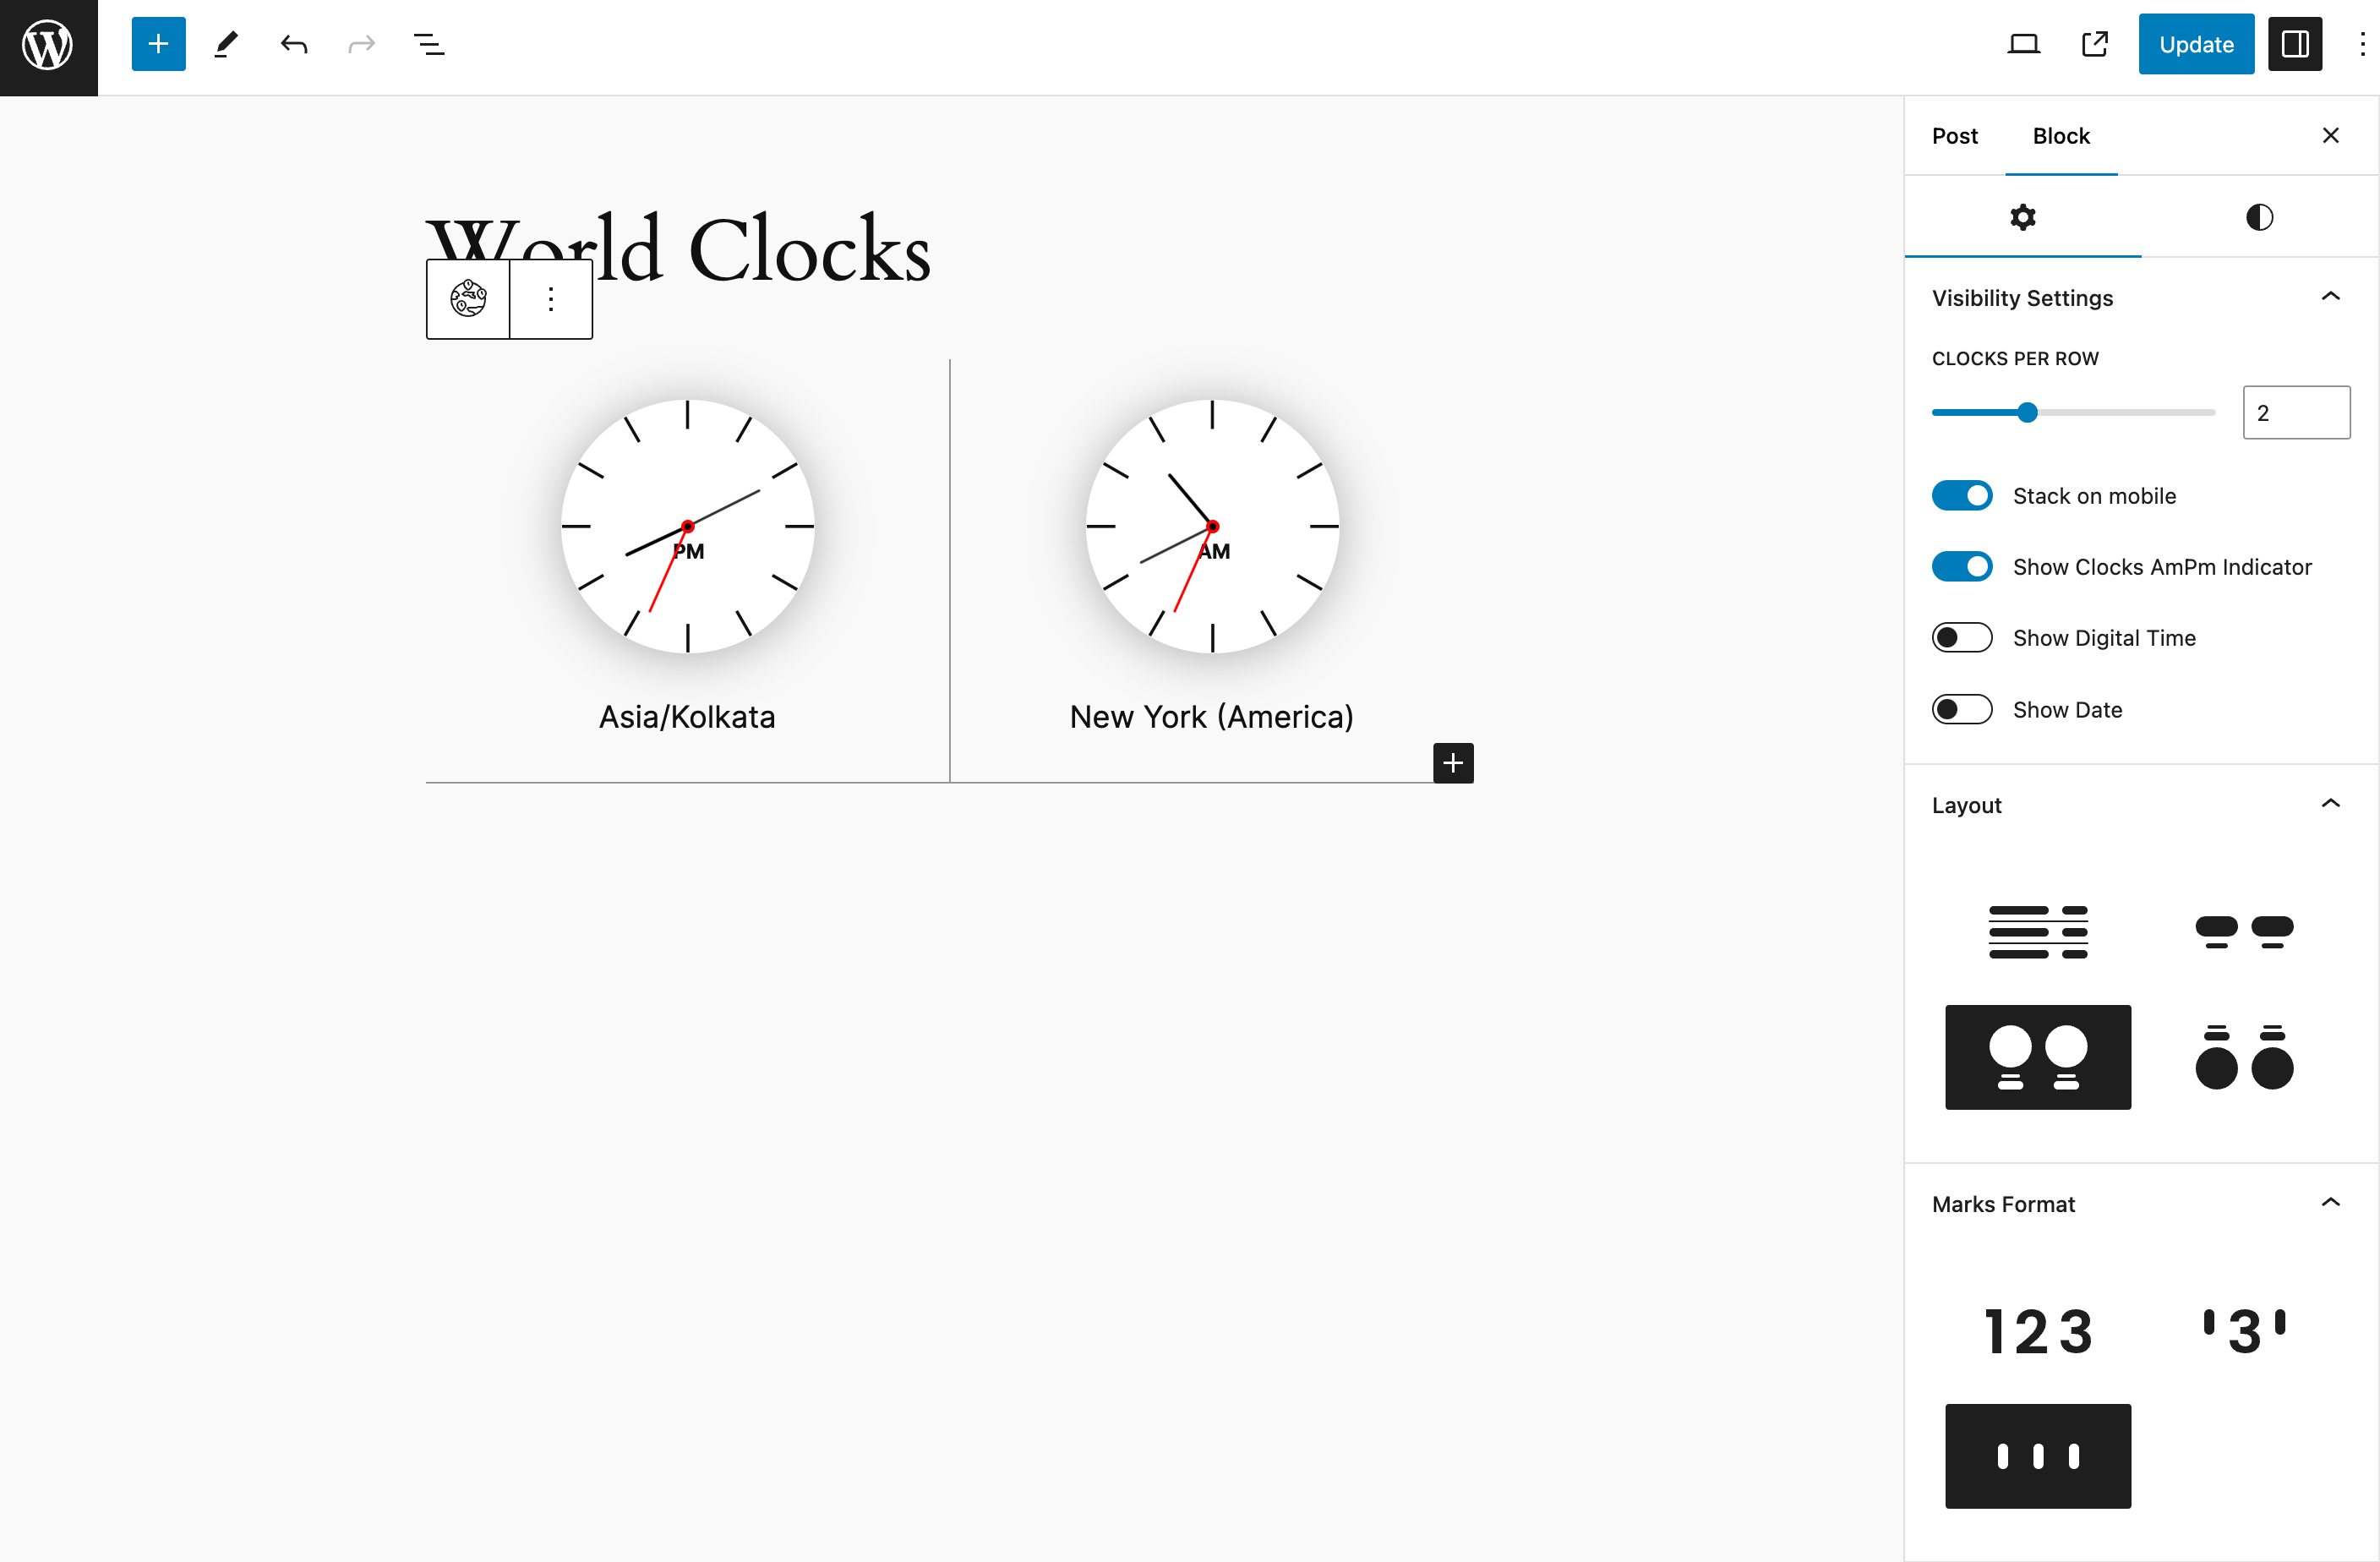 Update
Post
Block
World Clocks
PM
AM
Asia/Kolkata
New York (America)
Visibility Settings
CLOCKS PER ROW
2
Stack on mobile
Show Clocks AmPm Indicator
Show Digital Time
Show Date
Layout
Marks Format
123
'3'